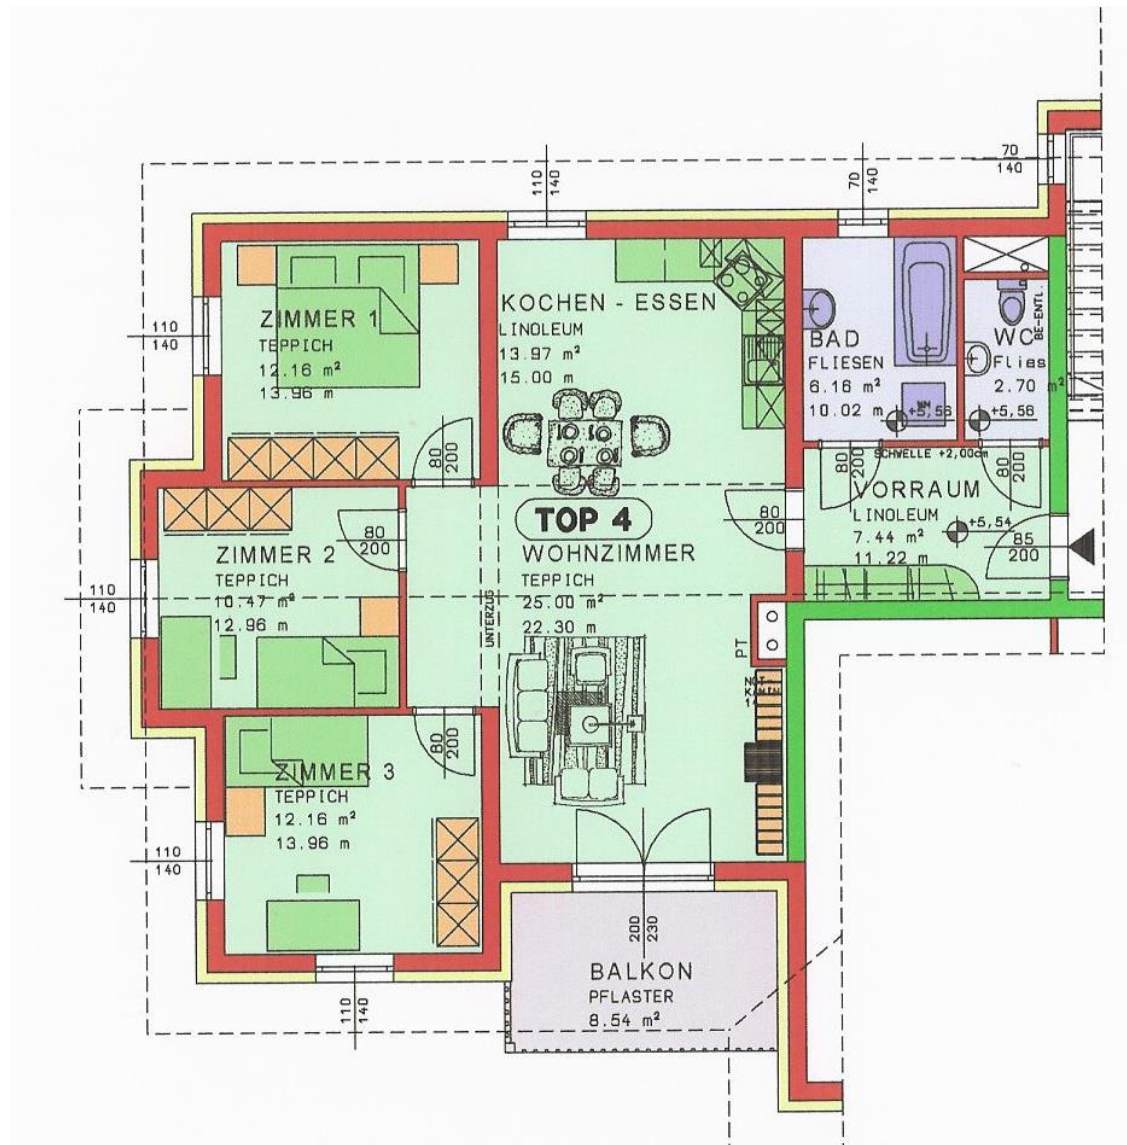 110
140
70
140
70
140
ZIMMER 1
TEPPICH
12.16 m²
13.96 m
110
140
KOCHEN - ESSEN
LINOLEUM
13.97 m²
15.00 m
BAD
FLIESEN
6.16 m²
10.02 m
WM
+5,56
WC
Flies
2.70 m²
BE-ENTL.
+5,56
SCHWELLE +2,00cm
80
200
80
200
80
200
VORRAUM
LINOLEUM
7.44 m²
11.22 m
+5,54
85
200
TOP 4
80
200
WOHNZIMMER
TEPPICH
25.00 m²
22.30 m
UNTERZUG
PT
ZIMMER 2
TEPPICH
10.47 m²
12.96 m
80
200
110
140
ZIMMER 3
TEPPICH
12.16 m²
13.96 m
80
200
110
140
110
140
200
230
BALKON
PFLASTER
8.54 m²